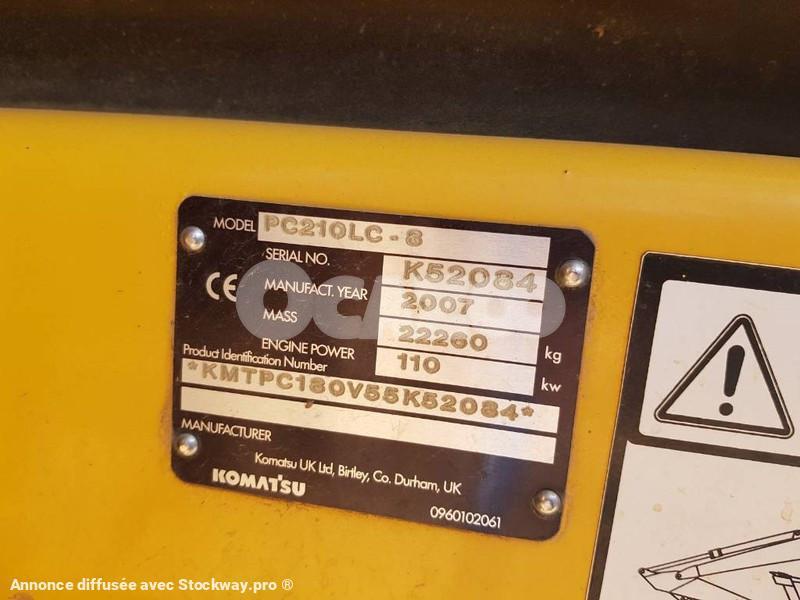 MODEL PC210LC-8
SERIAL NO. K52084
CE MANUFACT. YEAR 2007
MASS 22260 kg
ENGINE POWER 110 kw
Product Identification Number
*KMTPC180V55K52084*
MANUFACTURER
Komatsu UK Ltd, Birtley, Co. Durham, UK
KOMATSU
0960102061
Annonce diffusée avec Stockway.pro ®